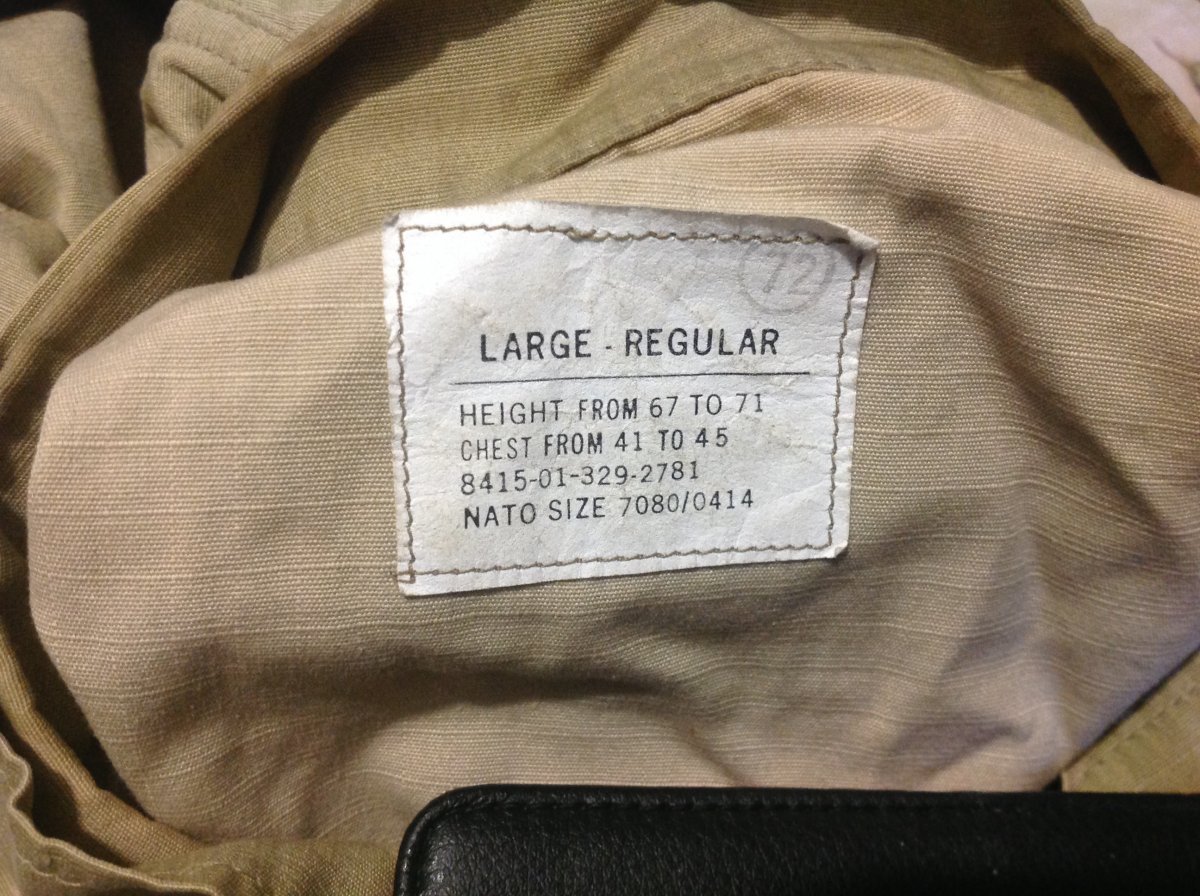 72
LARGE - REGULAR
HEIGHT FROM 67 TO 71
CHEST FROM 41 TO 45
8415-01-329-2781
NATO SIZE 7080/0414